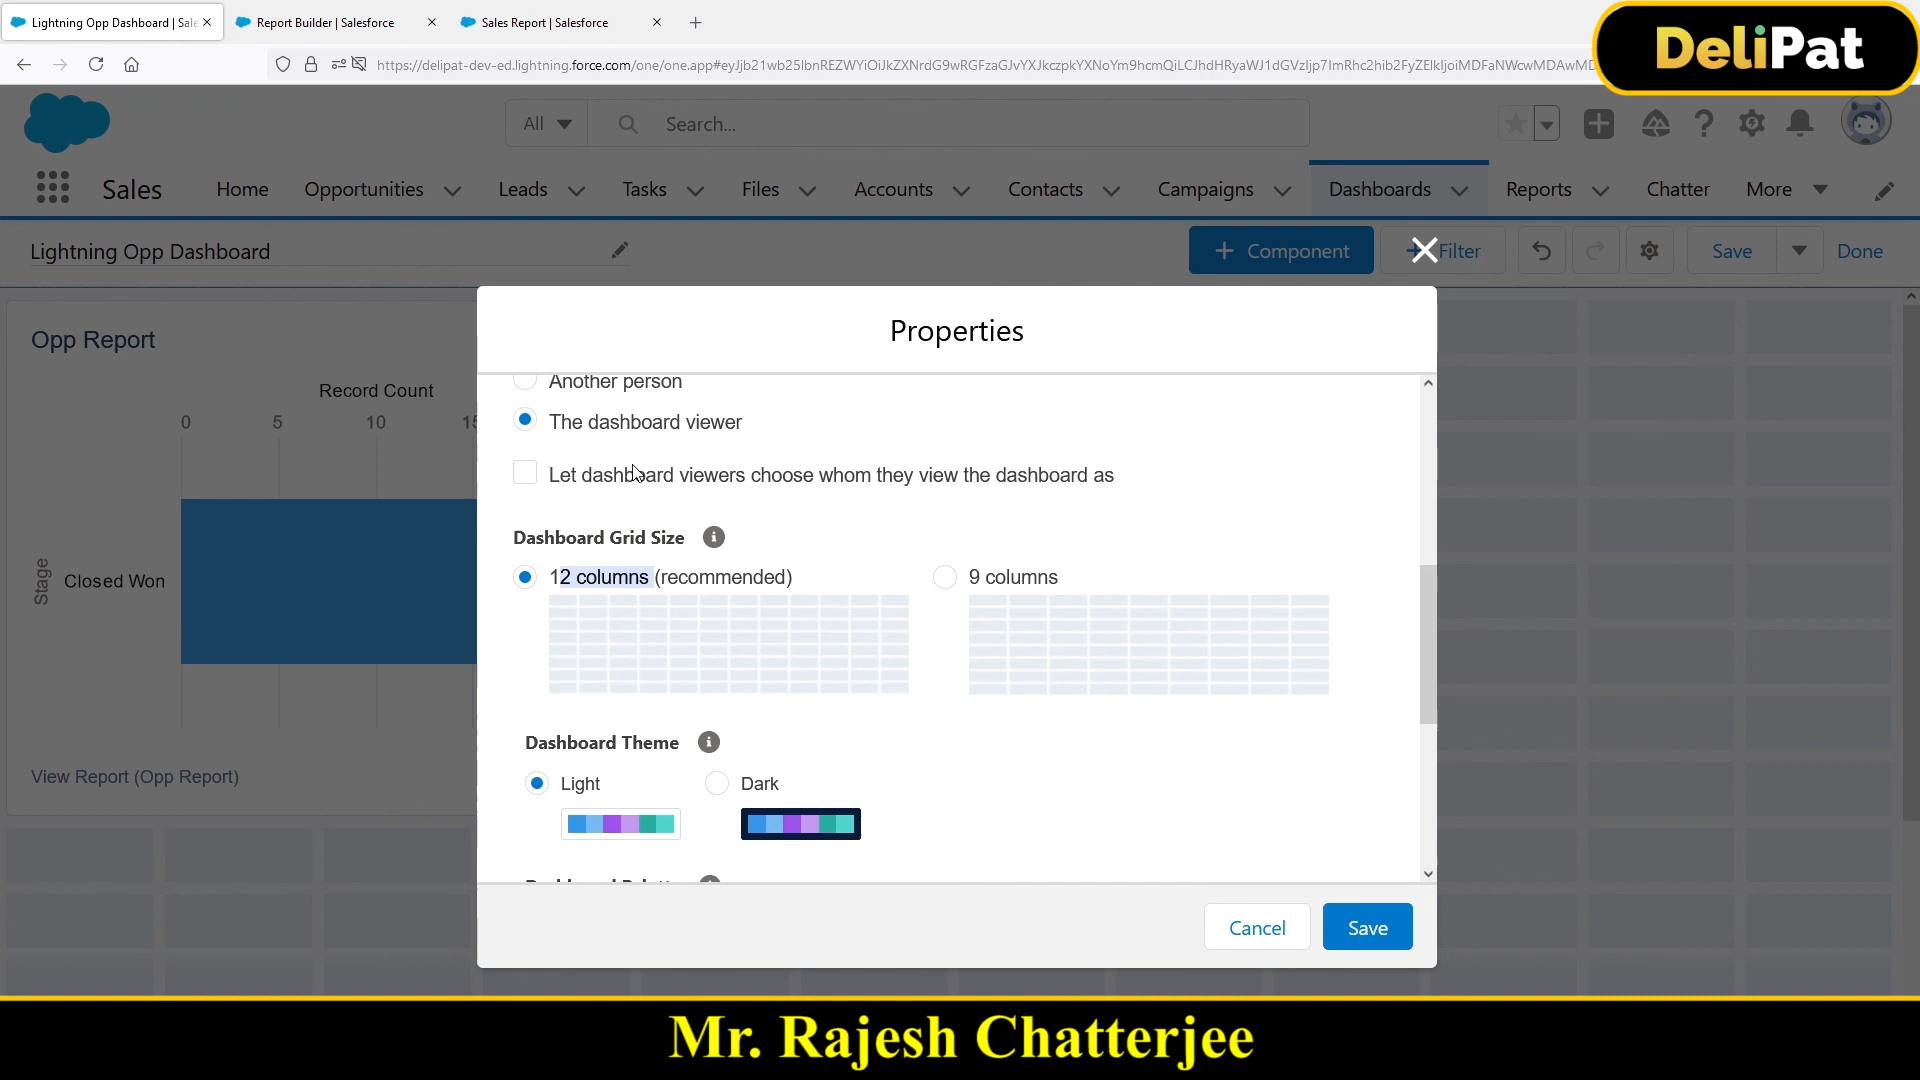 Lightning Opp Dashboard | Sale
Report Builder | Salesforce
Sales Report | Salesforce
DeliPat
All
Search...
Sales
Home
Opportunities
Leads
Tasks
Files
Accounts
Contacts
Campaigns
Dashboards
Reports
Chatter
More
Lightning Opp Dashboard
+ Component
Filter
Save
Done
Opp Report
Record Count
0 5 10 15
Stage
Closed Won
View Report (Opp Report)
Properties
Another person
The dashboard viewer
Let dashboard viewers choose whom they view the dashboard as
Dashboard Grid Size
12 columns (recommended)
9 columns
Dashboard Theme
Light
Dark
Cancel
Save
Mr. Rajesh Chatterjee